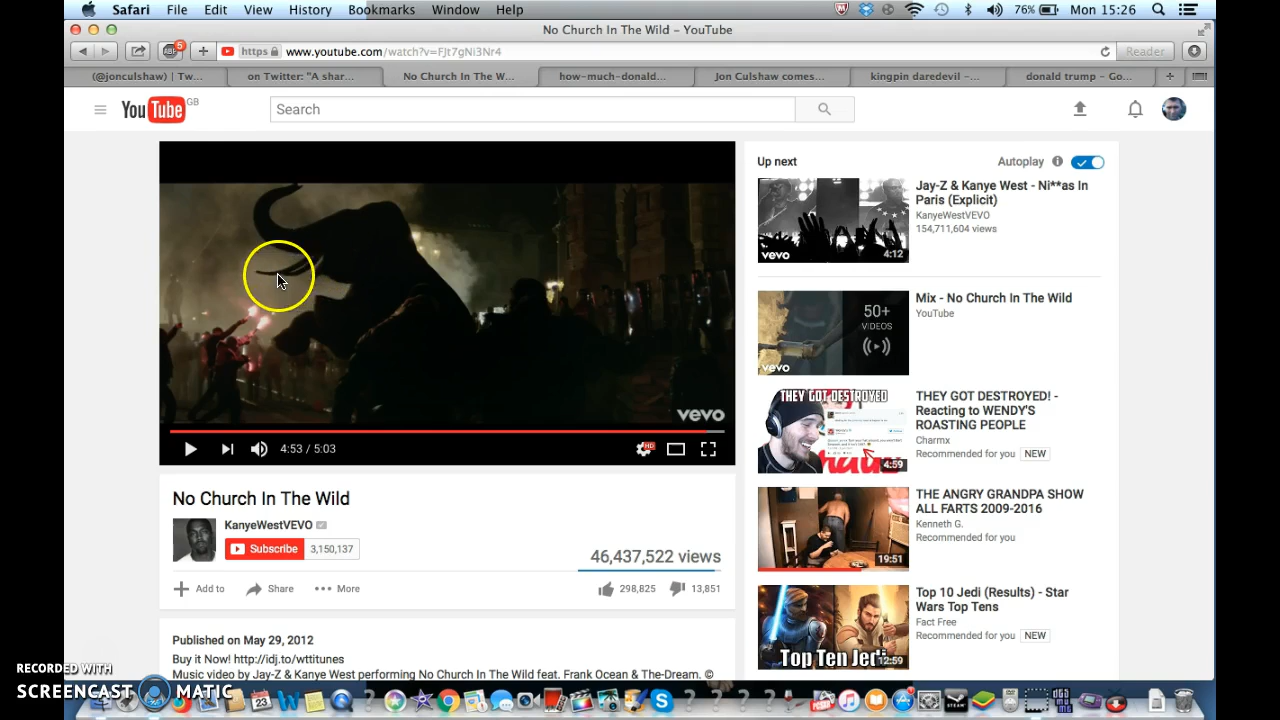 Safari File Edit View History Bookmarks Window Help
76% Mon 15:26
No Church In The Wild – YouTube
ABP 5
https www.youtube.com/watch?v=FJt7gNi3Nr4
Reader
(@jonculshaw) | Tw...
on Twitter: "A shar...
No Church In The W...
how-much-donald...
Jon Culshaw comes...
kingpin daredevil –...
donald trump – Go...
YouTube GB
Search
vevo
4:53 / 5:03
HD
No Church In The Wild
KanyeWestVEVO
Subscribe 3,150,137
46,437,522 views
Add to Share More
298,825 13,851
Published on May 29, 2012
Buy it Now! http://idj.to/wttitunes
Music video by Jay-Z & Kanye West performing No Church In The Wild feat. Frank Ocean & The-Dream. ©
Up next
Autoplay
Jay-Z & Kanye West - Ni**as In
Paris (Explicit)
KanyeWestVEVO
154,711,604 views
vevo
4:12
Mix - No Church In The Wild
YouTube
50+
VIDEOS
vevo
THEY GOT DESTROYED! -
Reacting to WENDY'S
ROASTING PEOPLE
Charmx
Recommended for you NEW
THEY GOT DESTROYED
4:59
THE ANGRY GRANDPA SHOW
ALL FARTS 2009-2016
Kenneth G.
Recommended for you
19:51
Top 10 Jedi (Results) - Star
Wars Top Tens
Fact Free
Recommended for you NEW
Top Ten Jedi
12:59
RECORDED WITH
SCREENCAST MATIC
23
STEAM